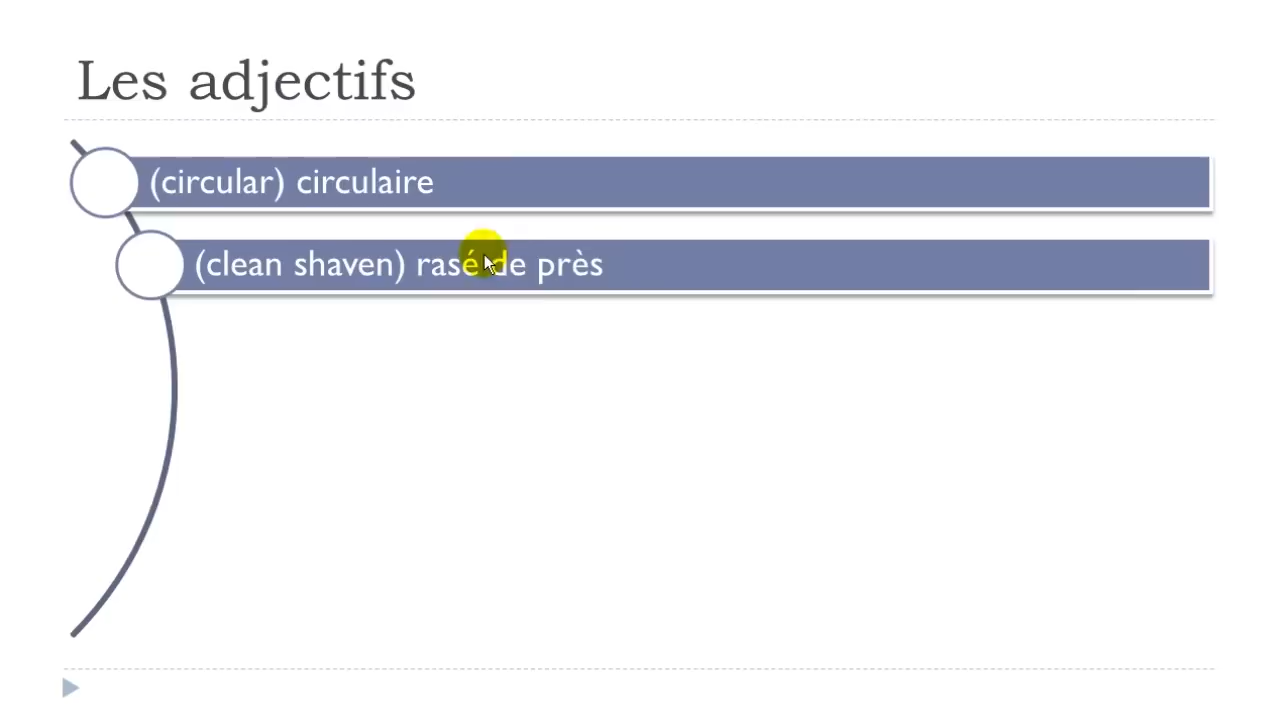 Les adjectifs
(circular) circulaire
(clean shaven) rasé de près